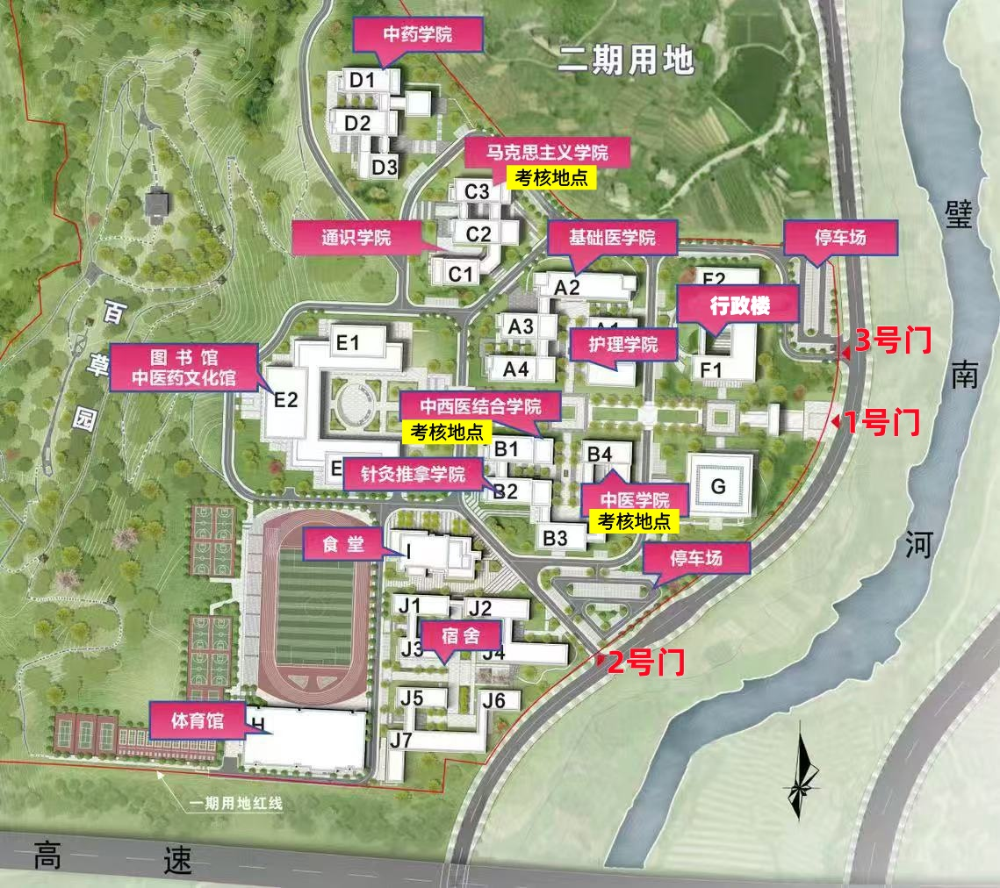 中药学院
D1
二期用地
D2
D3
马克思主义学院
考核地点
C3
璧
南
河
通识学院
C2
基础医学院
停车场
C1
A2
F2
行政楼
百
草
园
A3
A1
3号门
E1
护理学院
图书馆
中医药文化馆
A4
F1
E2
中西医结合学院
1号门
考核地点
B1
B4
针灸推拿学院
E
B2
中医学院
G
考核地点
食堂
I
B3
停车场
J1
J2
宿舍
J3
J4
2号门
J5
J6
体育馆
H
J7
一期用地红线
高速